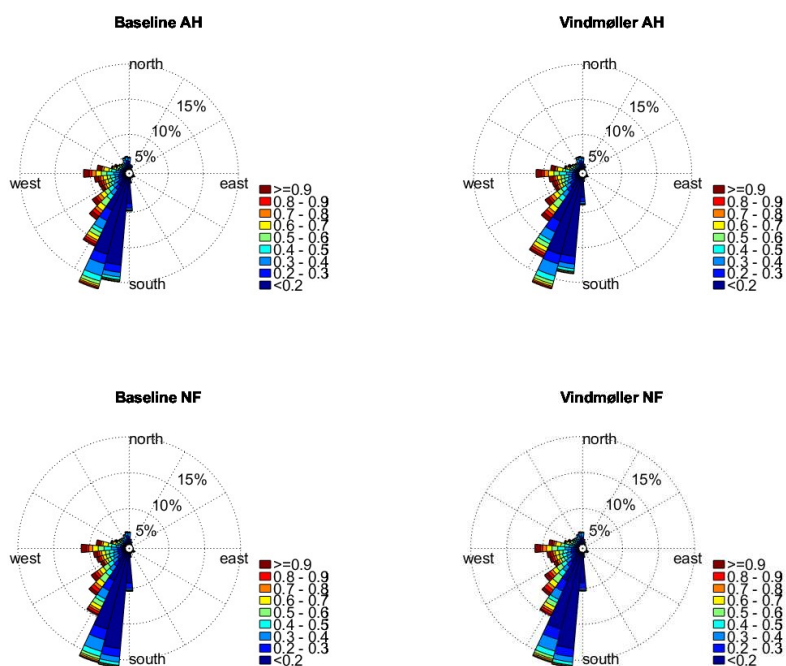 Baseline AH
north
15%
10%
5%
west
east
south
>=0.9
0.8 - 0.9
0.7 - 0.8
0.6 - 0.7
0.5 - 0.6
0.4 - 0.5
0.3 - 0.4
0.2 - 0.3
<0.2
Vindmøller AH
north
15%
10%
5%
west
east
south
>=0.9
0.8 - 0.9
0.7 - 0.8
0.6 - 0.7
0.5 - 0.6
0.4 - 0.5
0.3 - 0.4
0.2 - 0.3
<0.2
Baseline NF
north
15%
10%
5%
west
east
south
>=0.9
0.8 - 0.9
0.7 - 0.8
0.6 - 0.7
0.5 - 0.6
0.4 - 0.5
0.3 - 0.4
0.2 - 0.3
<0.2
Vindmøller NF
north
15%
10%
5%
west
east
south
>=0.9
0.8 - 0.9
0.7 - 0.8
0.6 - 0.7
0.5 - 0.6
0.4 - 0.5
0.3 - 0.4
0.2 - 0.3
<0.2